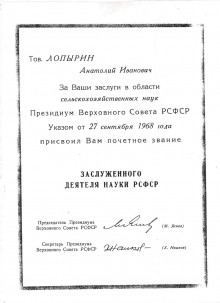 Тов. ЛОПЫРИН
Анатолий Иванович
За Ваши заслуги в области
сельскохозяйственных наук
Президиум Верховного Совета РСФСР
Указом от 27 сентября 1968 года
присвоил Вам почетное звание
ЗАСЛУЖЕННОГО
ДЕЯТЕЛЯ НАУКИ РСФСР
Председатель Президиума
Верховного Совета РСФСР
(М. Яснов)
Секретарь Президиума
Верховного Совета РСФСР